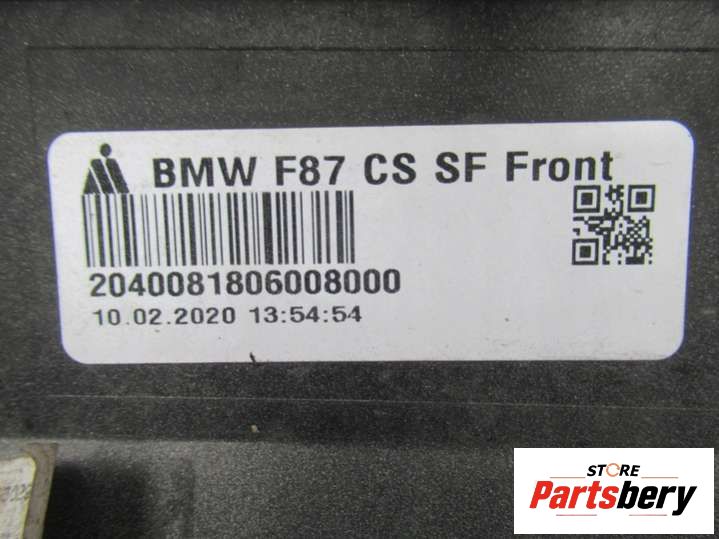 BMW F87 CS SF Front
2040081806008000
10.02.2020 13:54:54
STORE
Partsbery